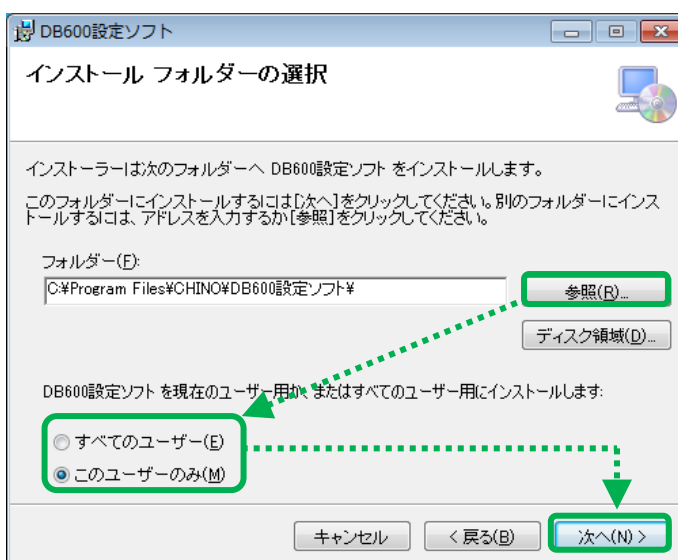 DB600設定ソフト
インストール フォルダーの選択
インストーラーは次のフォルダーへ DB600設定ソフト をインストールします。
このフォルダーにインストールするには[次へ]をクリックしてください。別のフォルダーにインス
トールするには、アドレスを入力するか[参照]をクリックしてください。
フォルダー(F):
C:¥Program Files¥CHINO¥DB600設定ソフト¥
参照(R)...
ディスク領域(D)...
DB600設定ソフト を現在のユーザー用か、またはすべてのユーザー用にインストールします:
すべてのユーザー(E)
このユーザーのみ(M)
キャンセル
< 戻る(B)
次へ(N) >